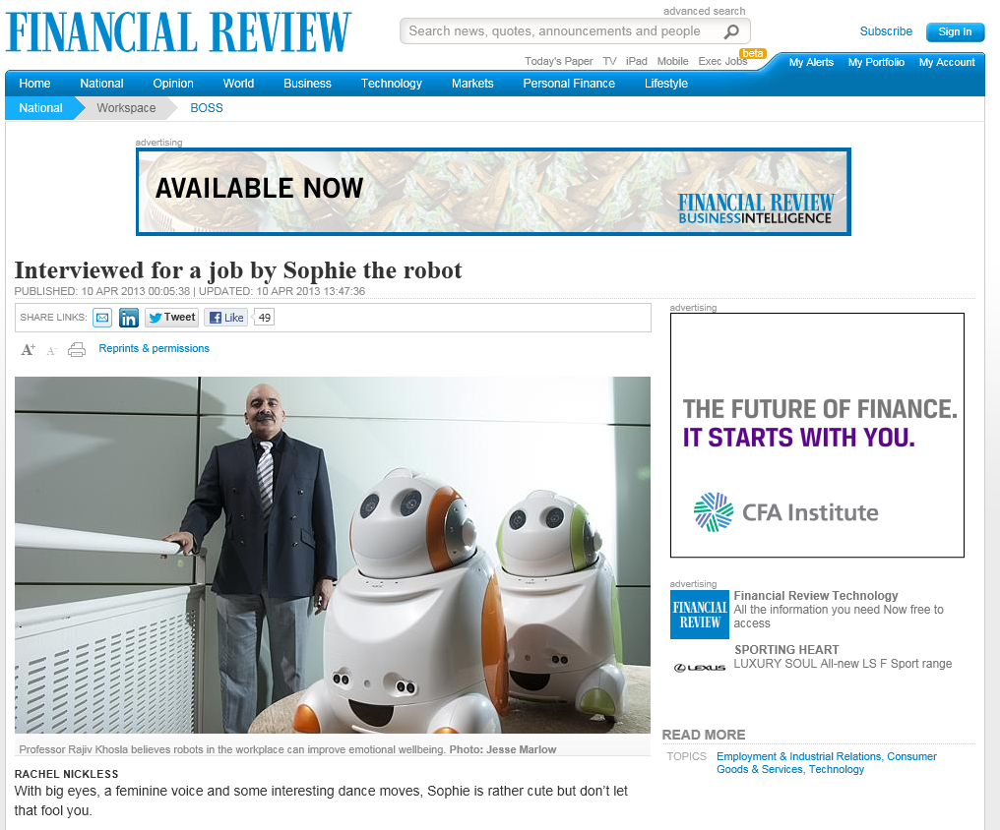 advanced search
FINANCIAL REVIEW
Search news, quotes, announcements and people
Subscribe
Sign In
beta
Today's Paper TV iPad Mobile Exec Jobs
My Alerts My Portfolio My Account
Home National Opinion World Business Technology Markets Personal Finance Lifestyle
National Workspace BOSS
advertising
AVAILABLE NOW
FINANCIAL REVIEW
BUSINESSINTELLIGENCE
Interviewed for a job by Sophie the robot
PUBLISHED: 10 APR 2013 00:05:38 | UPDATED: 10 APR 2013 13:47:36
SHARE LINKS: in Tweet f Like 49
A+ A- Reprints & permissions
Professor Rajiv Khosla believes robots in the workplace can improve emotional wellbeing. Photo: Jesse Marlow
RACHEL NICKLESS
With big eyes, a feminine voice and some interesting dance moves, Sophie is rather cute but don't let
that fool you.
advertising
THE FUTURE OF FINANCE.
IT STARTS WITH YOU.
CFA Institute
advertising
FINANCIAL
REVIEW
Financial Review Technology
All the information you need Now free to
access
LEXUS
SPORTING HEART
LUXURY SOUL All-new LS F Sport range
READ MORE
TOPICS Employment & Industrial Relations, Consumer
Goods & Services, Technology